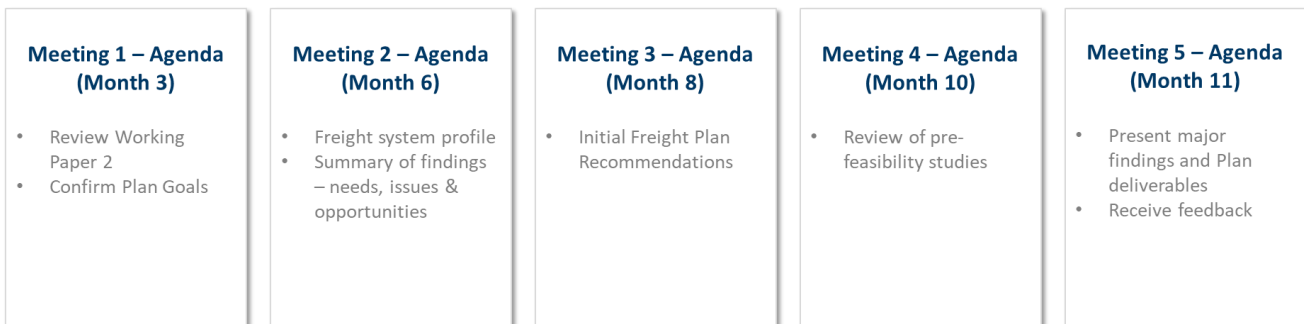 Meeting 1 – Agenda
(Month 3)
• Review Working
Paper 2
• Confirm Plan Goals
Meeting 2 – Agenda
(Month 6)
• Freight system profile
• Summary of findings
– needs, issues &
opportunities
Meeting 3 – Agenda
(Month 8)
• Initial Freight Plan
Recommendations
Meeting 4 – Agenda
(Month 10)
• Review of pre-
feasibility studies
Meeting 5 – Agenda
(Month 11)
• Present major
findings and Plan
deliverables
• Receive feedback